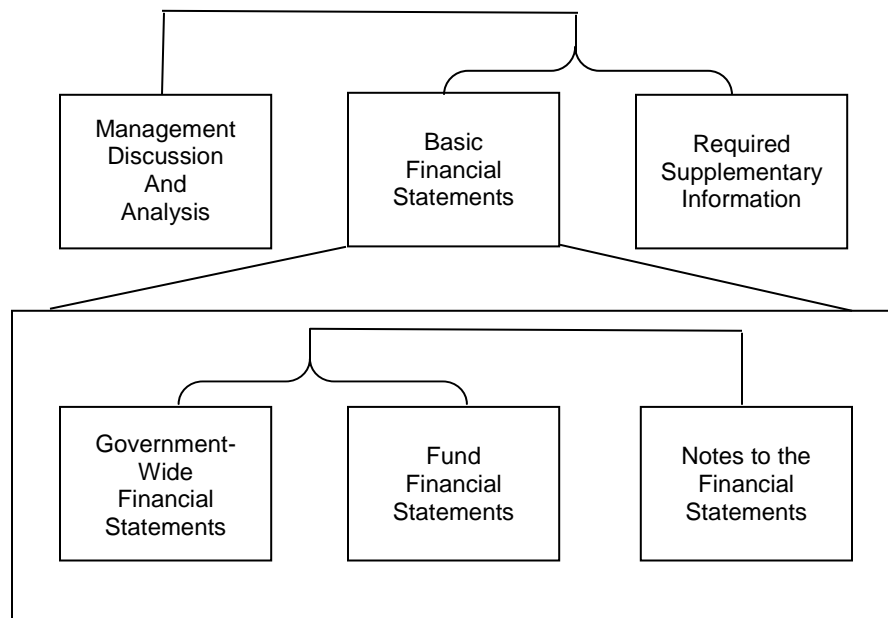 Management
Discussion
And
Analysis
Basic
Financial
Statements
Required
Supplementary
Information
Government-
Wide
Financial
Statements
Fund
Financial
Statements
Notes to the
Financial
Statements